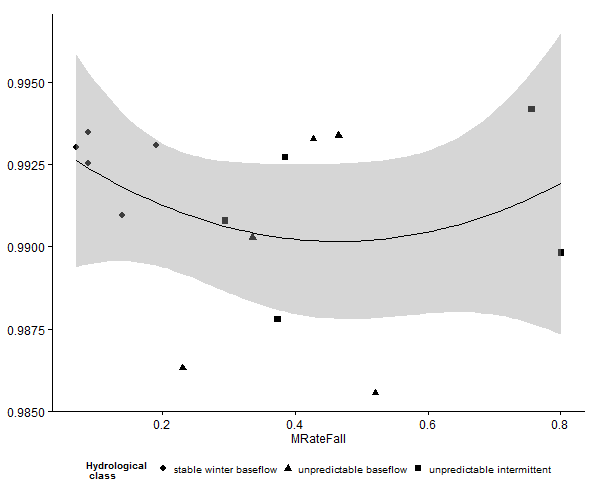 0.9950
0.9925
0.9900
0.9875
0.9850
0.2 0.4 0.6 0.8
MRateFall
Hydrological
class
stable winter baseflow unpredictable baseflow unpredictable intermittent